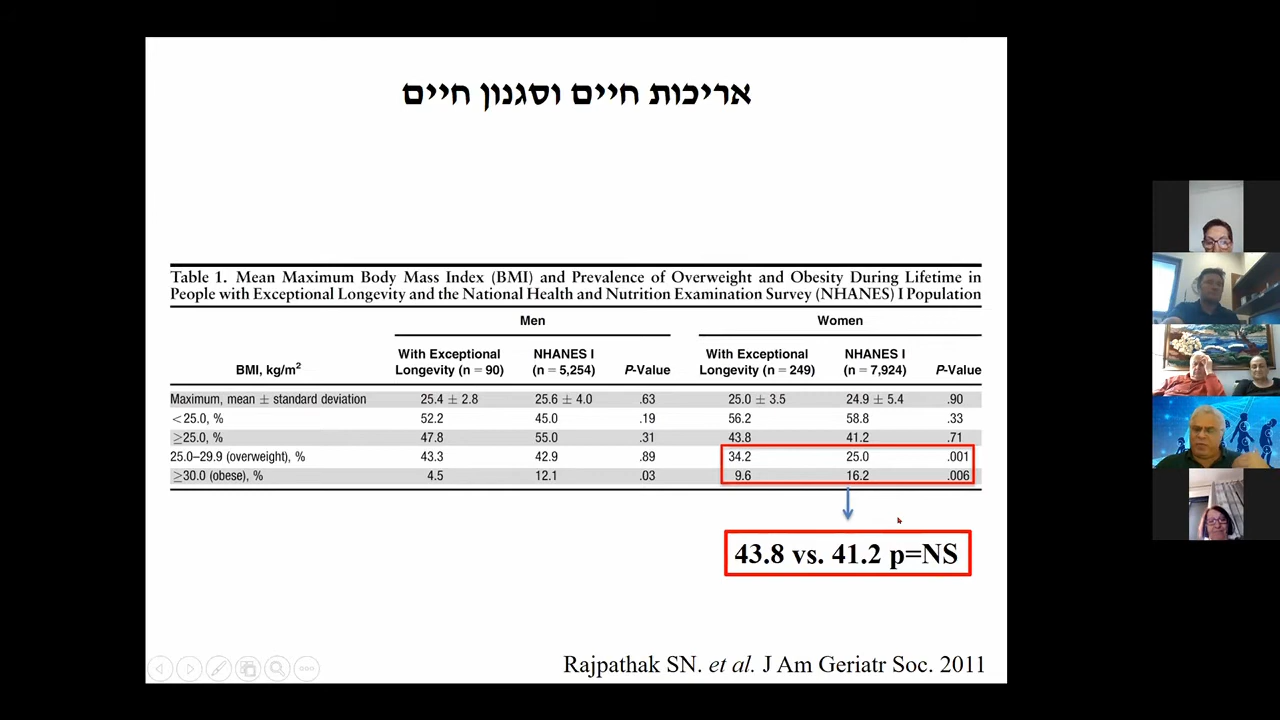 אריכות חיים וסגנון חיים
Table 1. Mean Maximum Body Mass Index (BMI) and Prevalence of Overweight and Obesity During Lifetime in
People with Exceptional Longevity and the National Health and Nutrition Examination Survey (NHANES) I Population
Men Women
BMI, kg/m² With Exceptional Longevity (n = 90) NHANES I (n = 5,254) P-Value With Exceptional Longevity (n = 249) NHANES I (n = 7,924) P-Value
Maximum, mean ± standard deviation 25.4 ± 2.8 25.6 ± 4.0 .63 25.0 ± 3.5 24.9 ± 5.4 .90
<25.0, % 52.2 45.0 .19 56.2 58.8 .33
≥25.0, % 47.8 55.0 .31 43.8 41.2 .71
25.0–29.9 (overweight), % 43.3 42.9 .89 34.2 25.0 .001
≥30.0 (obese), % 4.5 12.1 .03 9.6 16.2 .006
43.8 vs. 41.2 p=NS
Rajpathak SN. et al. J Am Geriatr Soc. 2011